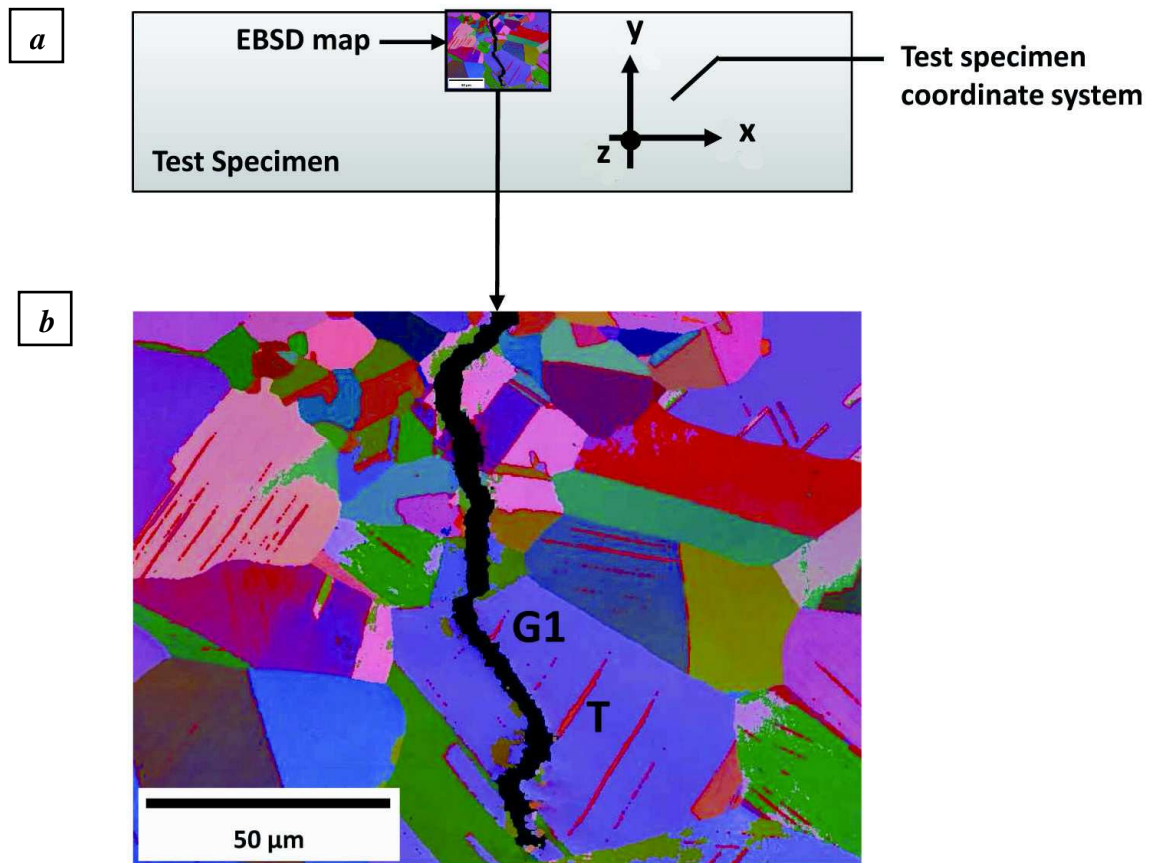 a
EBSD map
y
Test specimen
coordinate system
x
z
Test Specimen
b
G1
T
50 µm